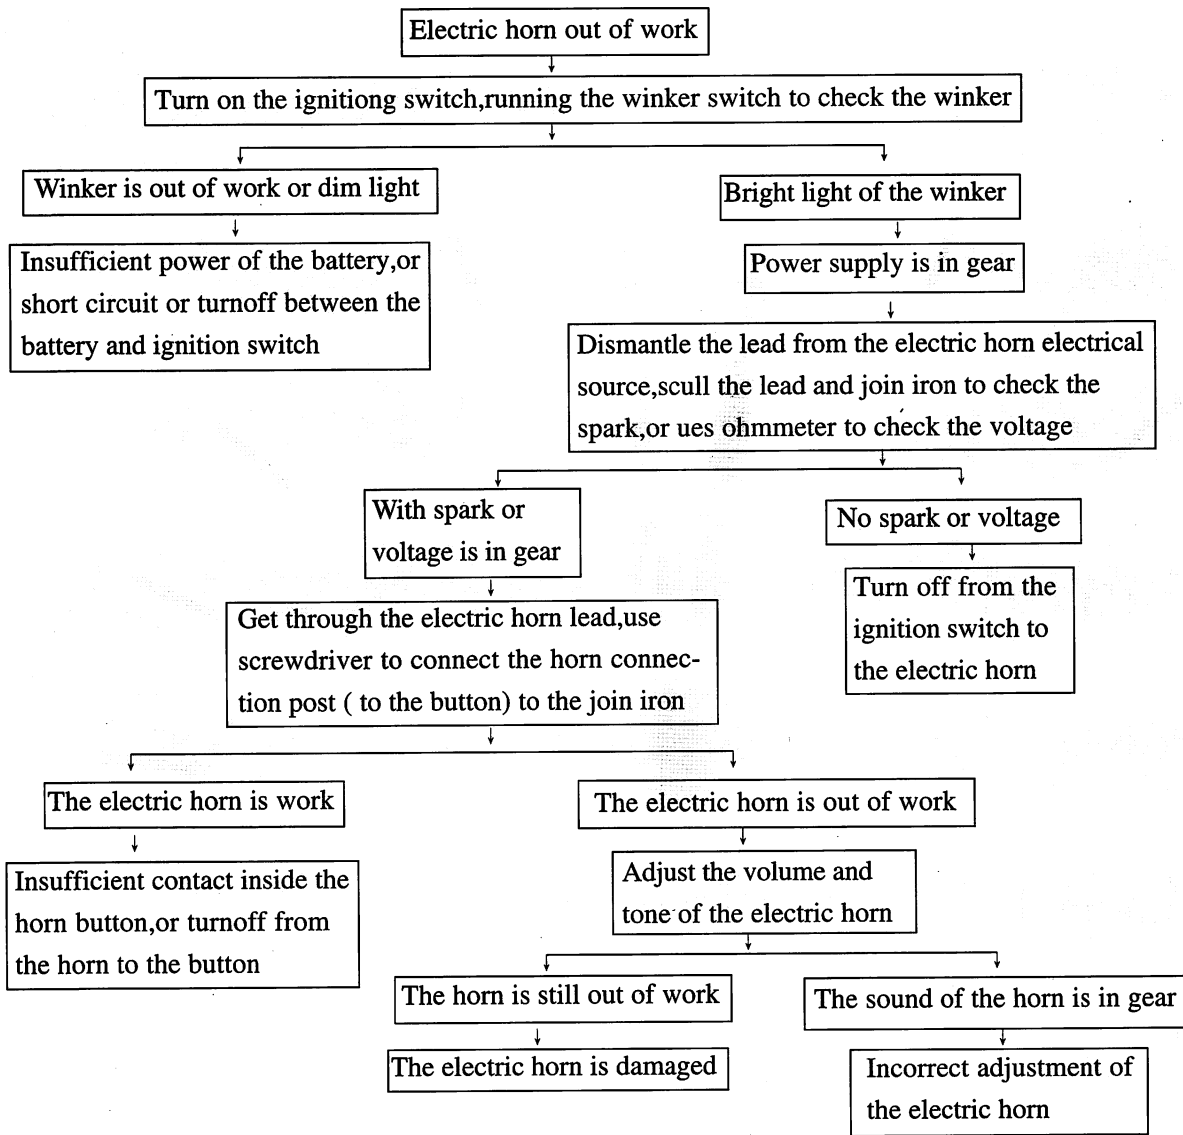 Electric horn out of work
Turn on the ignitiong switch,running the winker switch to check the winker
Winker is out of work or dim light
Bright light of the winker
Insufficient power of the battery,or
short circuit or turnoff between the
battery and ignition switch
Power supply is in gear
Dismantle the lead from the electric horn electrical
source,scull the lead and join iron to check the
spark,or ues ohmmeter to check the voltage
With spark or
voltage is in gear
No spark or voltage
Turn off from the
ignition switch to
the electric horn
Get through the electric horn lead,use
screwdriver to connect the horn connec-
tion post ( to the button) to the join iron
The electric horn is work
The electric horn is out of work
Insufficient contact inside the
horn button,or turnoff from
the horn to the button
Adjust the volume and
tone of the electric horn
The horn is still out of work
The sound of the horn is in gear
The electric horn is damaged
Incorrect adjustment of
the electric horn